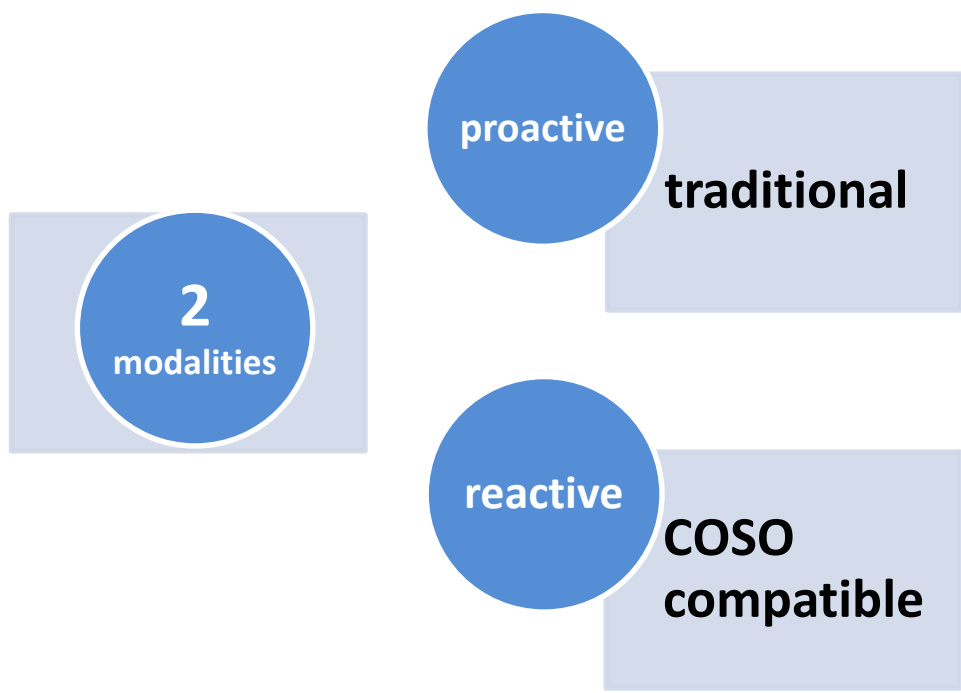 proactive
traditional
2
modalities
reactive
COSO
compatible